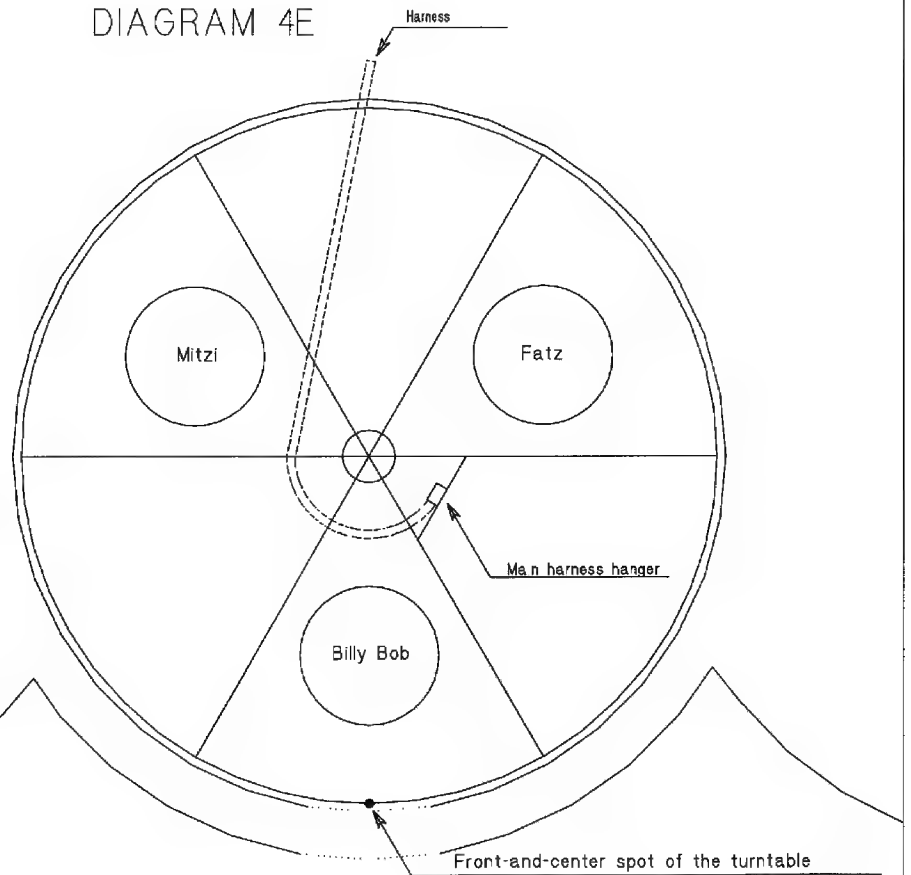 DIAGRAM 4E
Harness
Mitzi
Fatz
Main harness hanger
Billy Bob
Front-and-center spot of the turntable